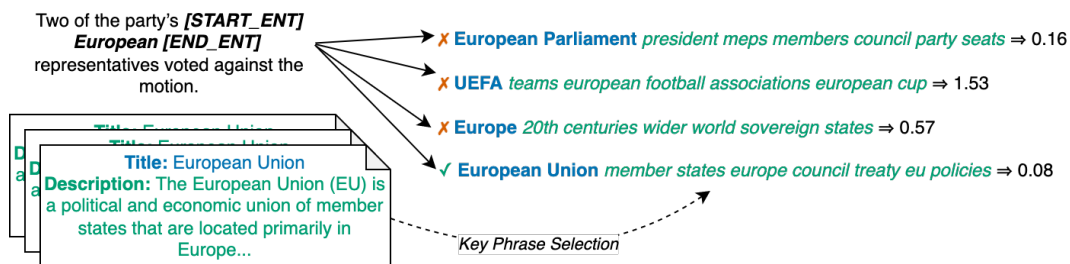 Two of the party's [START_ENT]
European [END_ENT]
representatives voted against the
motion.
✗ European Parliament president meps members council party seats ⇒ 0.16
✗ UEFA teams european football associations european cup ⇒ 1.53
✗ Europe 20th centuries wider world sovereign states ⇒ 0.57
✓ European Union member states europe council treaty eu policies ⇒ 0.08
Title: European Union
Description: The European Union (EU) is
a political and economic union of member
states that are located primarily in
Europe...
Key Phrase Selection